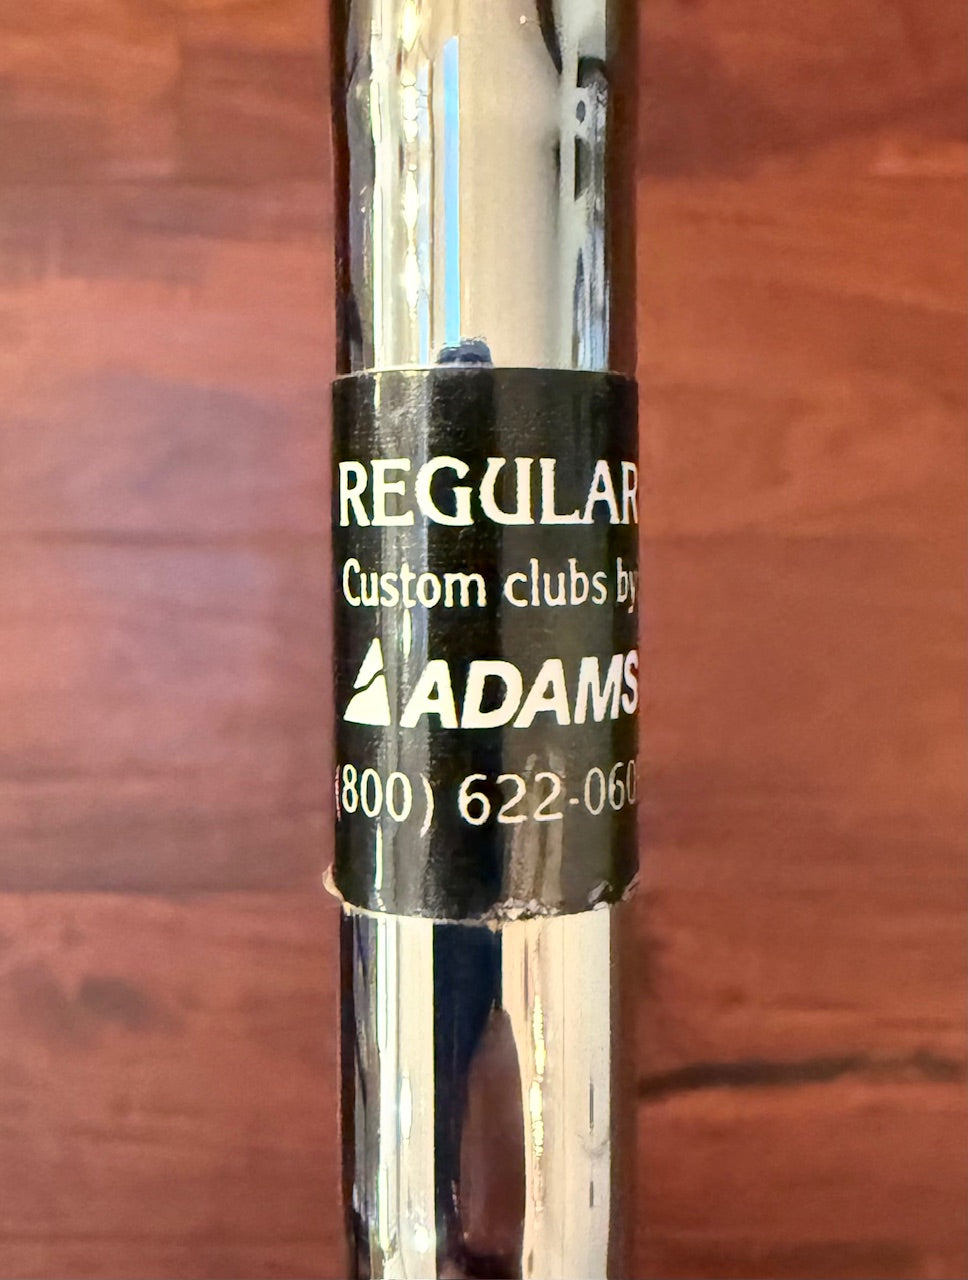 REGULAR
Custom clubs by
ADAMS
(800) 622-060